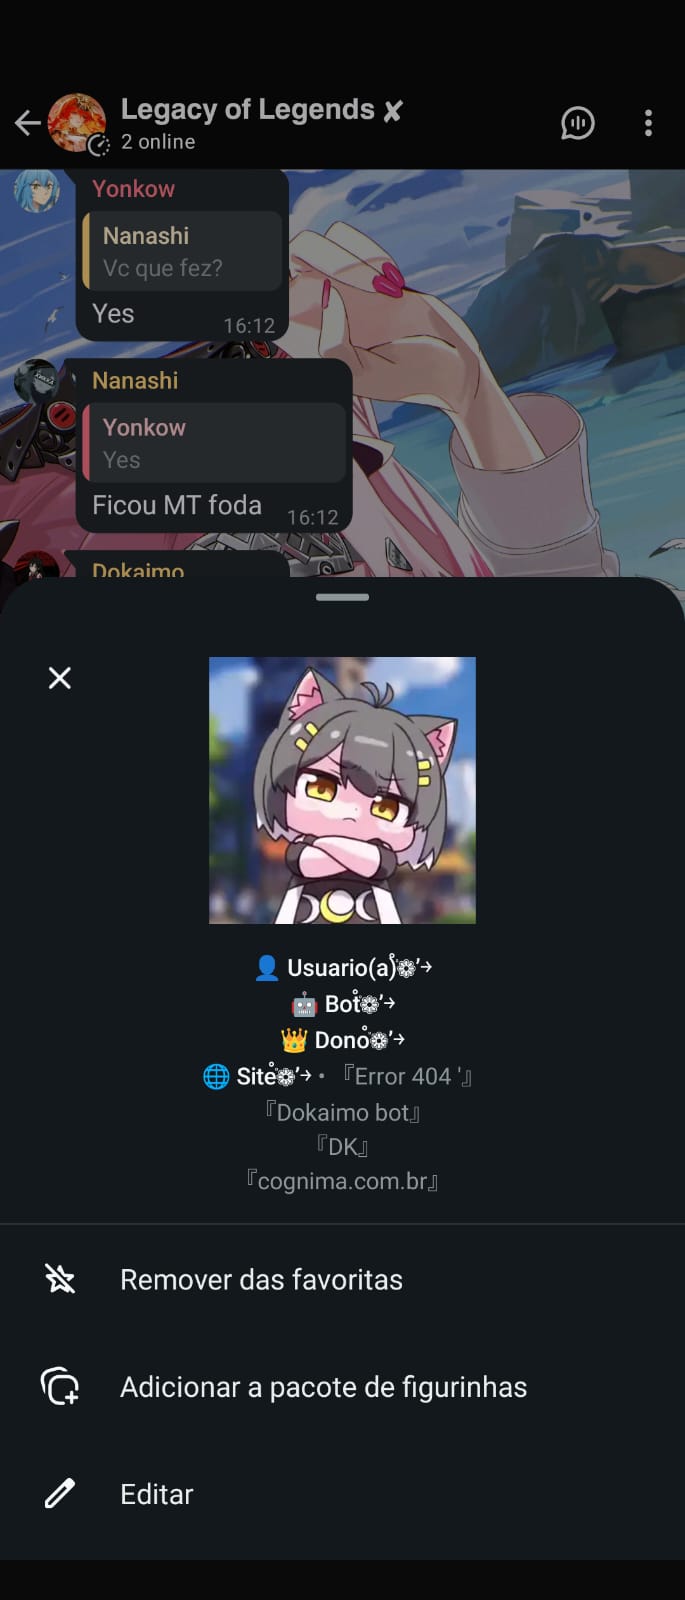 Legacy of Legends ✘
2 online
Yonkow
Nanashi
Vc que fez?
Yes
16:12
Nanashi
Yonkow
Yes
Ficou MT foda
16:12
Dokaimo
👤 Usuario(a)ْ֯❁̸’→
🤖 Botْ֯❁̸’→
👑 Donoْ֯❁̸’→
🌐 Siteْ֯❁̸’→ • 『Error 404 '』
『Dokaimo bot』
『DK』
『cognima.com.br』
Remover das favoritas
Adicionar a pacote de figurinhas
Editar